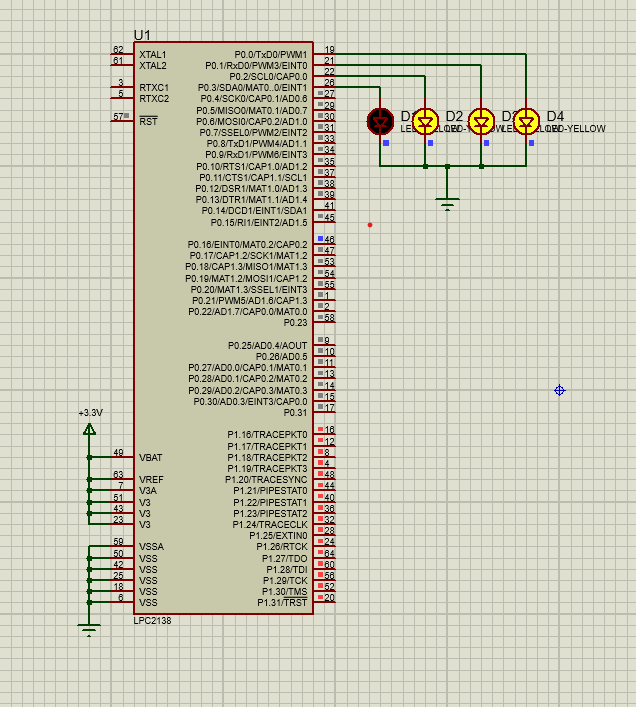 U1
62 XTAL1 P0.0/TxD0/PWM1 19
61 XTAL2 P0.1/RxD0/PWM3/EINT0 21
P0.2/SCL0/CAP0.0 22
3 RTXC1 P0.3/SDA0/MAT0..0/EINT1 26
5 RTXC2 P0.4/SCK0/CAP0.1/AD0.6 27
P0.5/MISO0/MAT0.1/AD0.7 29
57 RST P0.6/MOSI0/CAP0.2/AD1.0 30
P0.7/SSEL0/PWM2/EINT2 31
P0.8/TxD1/PWM4/AD1.1 33
P0.9/RxD1/PWM6/EINT3 34
P0.10/RTS1/CAP1.0/AD1.2 35
P0.11/CTS1/CAP1.1/SCL1 37
P0.12/DSR1/MAT1.0/AD1.3 38
P0.13/DTR1/MAT1.1/AD1.4 39
P0.14/DCD1/EINT1/SDA1 41
P0.15/RI1/EINT2/AD1.5 45
P0.16/EINT0/MAT0.2/CAP0.2 46
P0.17/CAP1.2/SCK1/MAT1.2 47
P0.18/CAP1.3/MISO1/MAT1.3 53
P0.19/MAT1.2/MOSI1/CAP1.2 54
P0.20/MAT1.3/SSEL1/EINT3 55
P0.21/PWM5/AD1.6/CAP1.3 1
P0.22/AD1.7/CAP0.0/MAT0.0 2
P0.23 58
P0.25/AD0.4/AOUT 9
P0.26/AD0.5 10
P0.27/AD0.0/CAP0.1/MAT0.1 11
P0.28/AD0.1/CAP0.2/MAT0.2 13
P0.29/AD0.2/CAP0.3/MAT0.3 14
P0.30/AD0.3/EINT3/CAP0.0 15
P0.31 17
+3.3V
P1.16/TRACEPKT0 16
P1.17/TRACEPKT1 12
49 VBAT P1.18/TRACEPKT2 8
P1.19/TRACEPKT3 4
63 VREF P1.20/TRACESYNC 48
7 V3A P1.21/PIPESTAT0 44
51 V3 P1.22/PIPESTAT1 40
43 V3 P1.23/PIPESTAT2 36
23 V3 P1.24/TRACECLK 32
P1.25/EXTIN0 28
59 VSSA P1.26/RTCK 24
50 VSS P1.27/TDO 64
42 VSS P1.28/TDI 60
25 VSS P1.29/TCK 56
18 VSS P1.30/TMS 52
6 VSS P1.31/TRST 20
LPC2138
D2 D4
LED-YELLOW